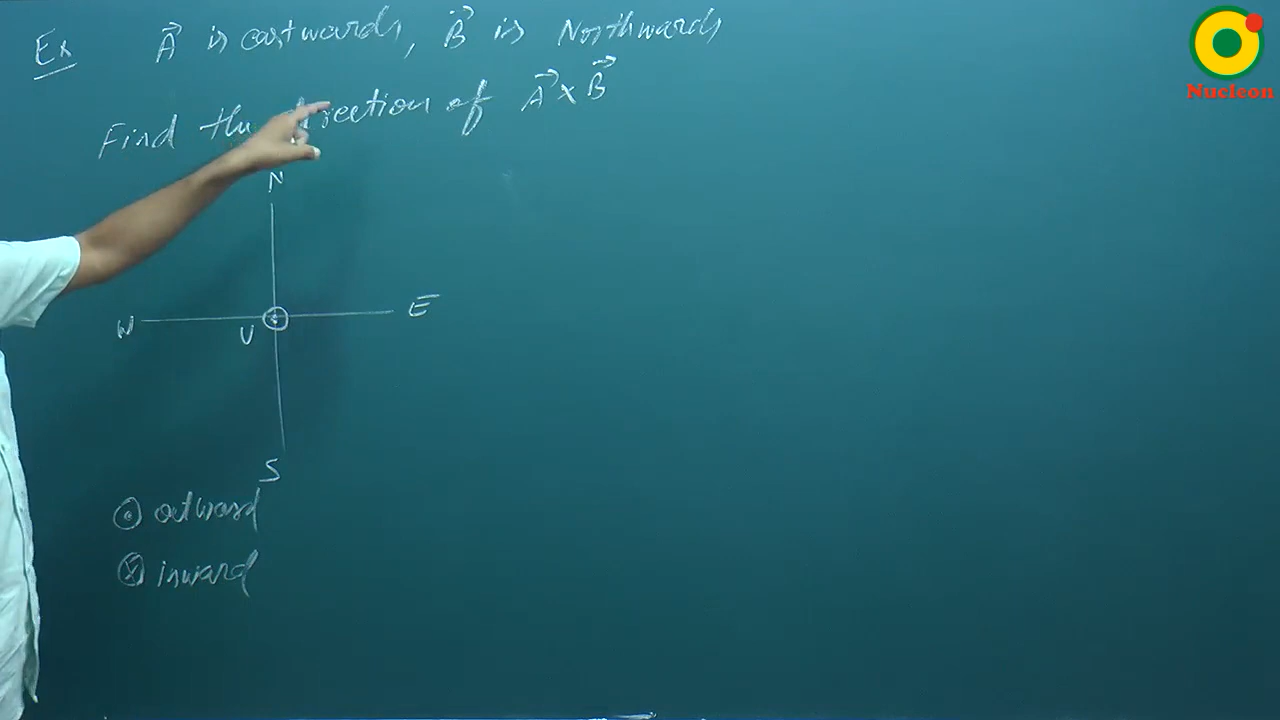 Ex A⃗ is eastwards, B⃗ is Northwards
Nucleon
Find the direction of A⃗ × B⃗
N
W E
U
S
⊙ outward
⊗ inward